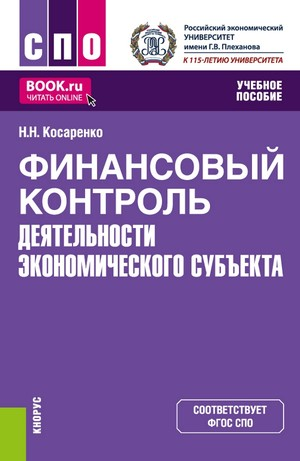 СПО
Российский экономический
УНИВЕРСИТЕТ
имени Г.В. Плеханова
К 115-ЛЕТИЮ УНИВЕРСИТЕТА
BOOK.ru
ЧИТАТЬ ONLINE
УЧЕБНОЕ
ПОСОБИЕ
Н.Н. Косаренко
ФИНАНСОВЫЙ
КОНТРОЛЬ
ДЕЯТЕЛЬНОСТИ
ЭКОНОМИЧЕСКОГО СУБЪЕКТА
КНОРУС
СООТВЕТСТВУЕТ
ФГОС СПО